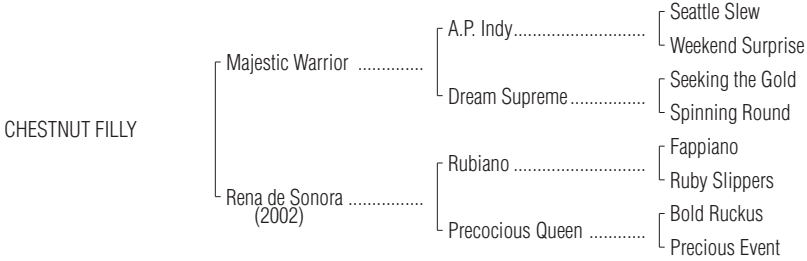 Seattle Slew
A.P. Indy..............................
Weekend Surprise
Majestic Warrior ...............
Seeking the Gold
Dream Supreme.................
Spinning Round
CHESTNUT FILLY
Fappiano
Rubiano ..............................
Ruby Slippers
Rena de Sonora .................
(2002)
Bold Ruckus
Precocious Queen .............
Precious Event